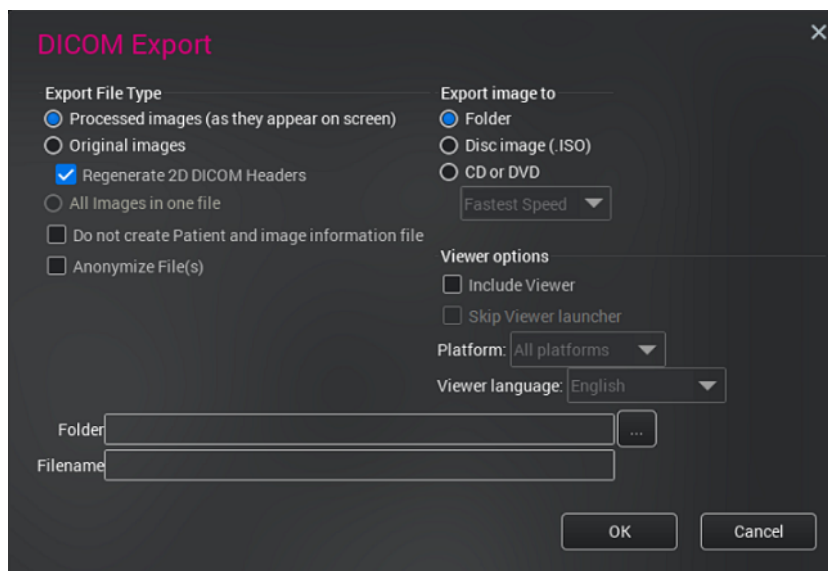 DICOM Export
Export File Type
Processed images (as they appear on screen)
Original images
Regenerate 2D DICOM Headers
All Images in one file
Do not create Patient and image information file
Anonymize File(s)
Export image to
Folder
Disc image (.ISO)
CD or DVD
Fastest Speed
Viewer options
Include Viewer
Skip Viewer launcher
Platform: All platforms
Viewer language: English
Folder ...
Filename
OK Cancel